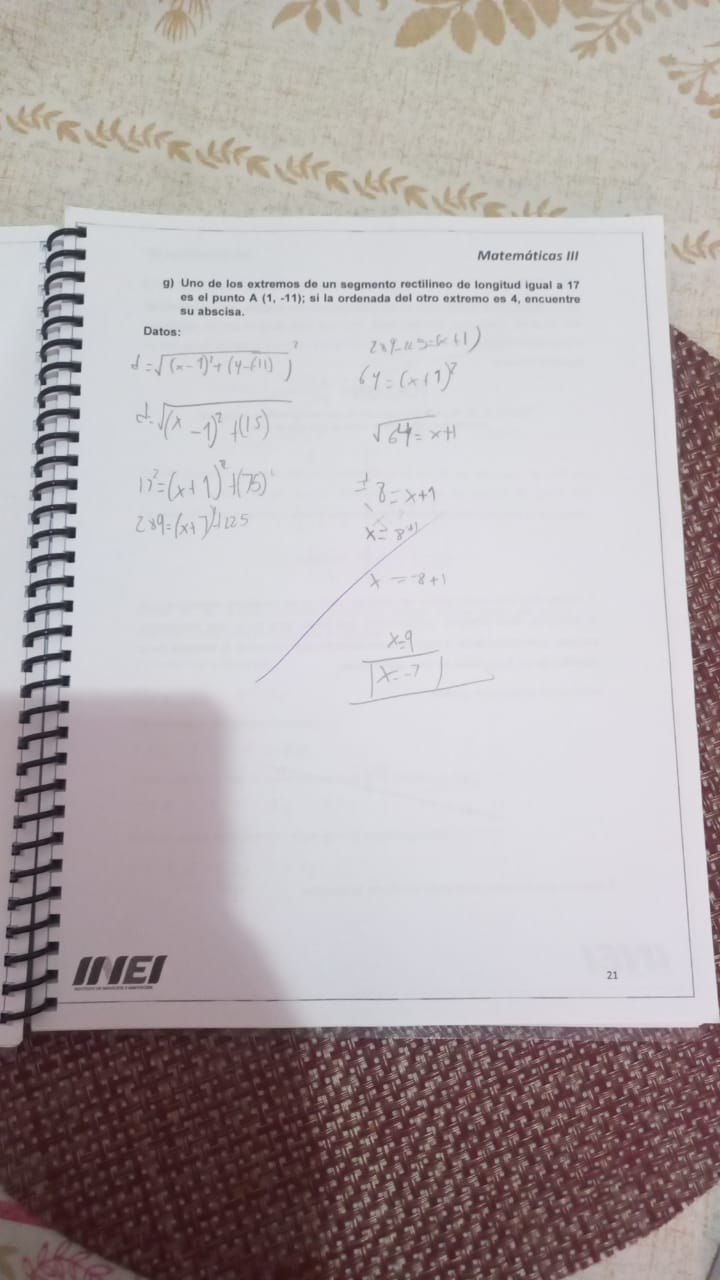 Matemáticas III
g) Uno de los extremos de un segmento rectilíneo de longitud igual a 17
es el punto A (1, -11); si la ordenada del otro extremo es 4, encuentre
su abscisa.
Datos:
d=√(x-1)²+(y-(-11))²
d=√(x-1)²+(15)
17²=(x+1)²+(15)²
289=(x+1)²+225
64=(x+1)²
√64=x+1
±8=x+1
x=8+1
x=-8+1
x=9
x=-7
INEI
21